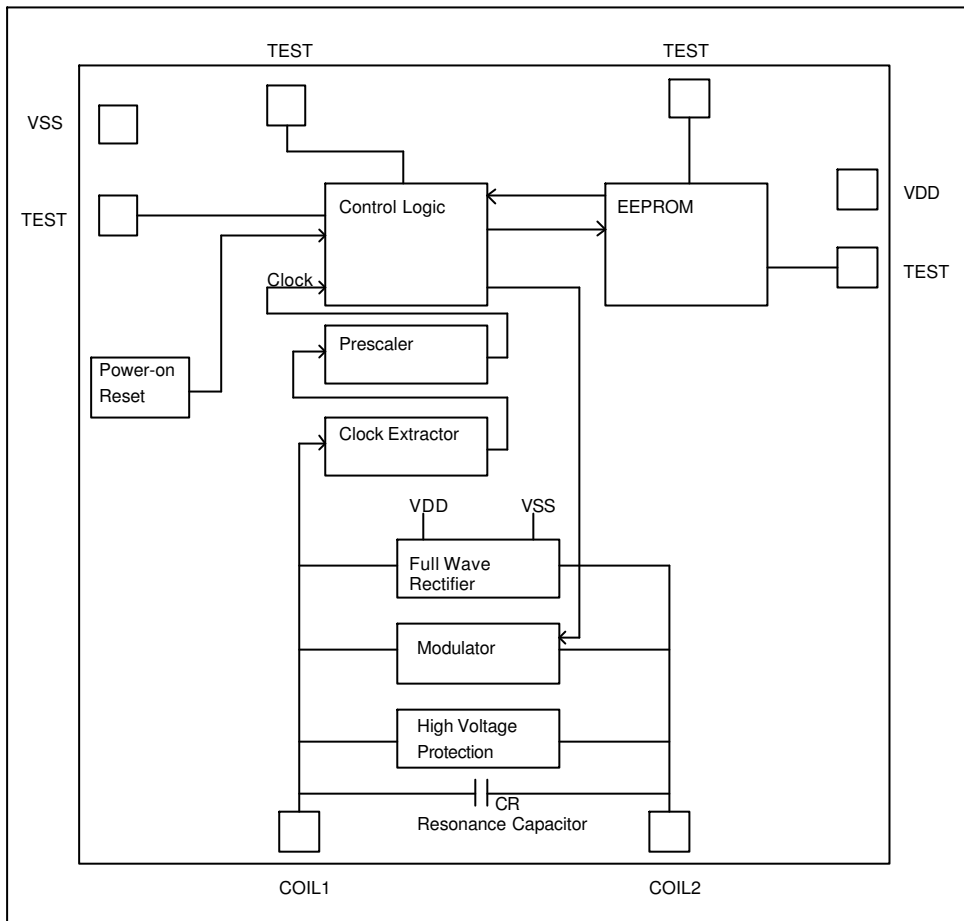 TEST
TEST
VSS
VDD
TEST
Control Logic
EEPROM
TEST
Clock
Prescaler
Power-on
Reset
Clock Extractor
VDD
VSS
Full Wave
Rectifier
Modulator
High Voltage
Protection
CR
Resonance Capacitor
COIL1
COIL2